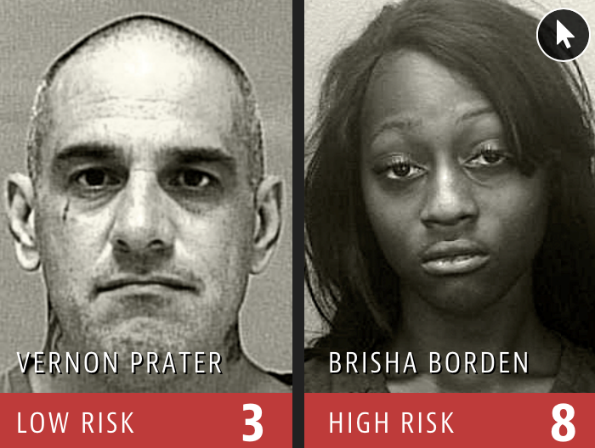 VERNON PRATER
LOW RISK 3
BRISHA BORDEN
HIGH RISK 8